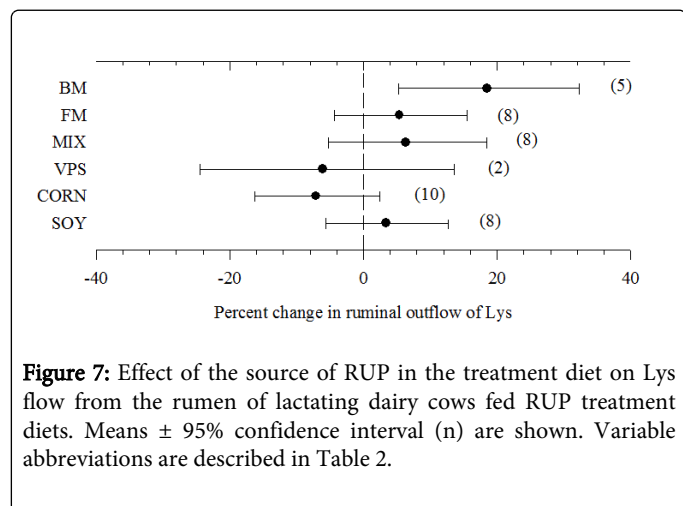 BM (5)
FM (8)
MIX (8)
VPS (2)
CORN (10)
SOY (8)
-40 -20 0 20 40
Percent change in ruminal outflow of Lys
Figure 7: Effect of the source of RUP in the treatment diet on Lys
flow from the rumen of lactating dairy cows fed RUP treatment
diets. Means ± 95% confidence interval (n) are shown. Variable
abbreviations are described in Table 2.